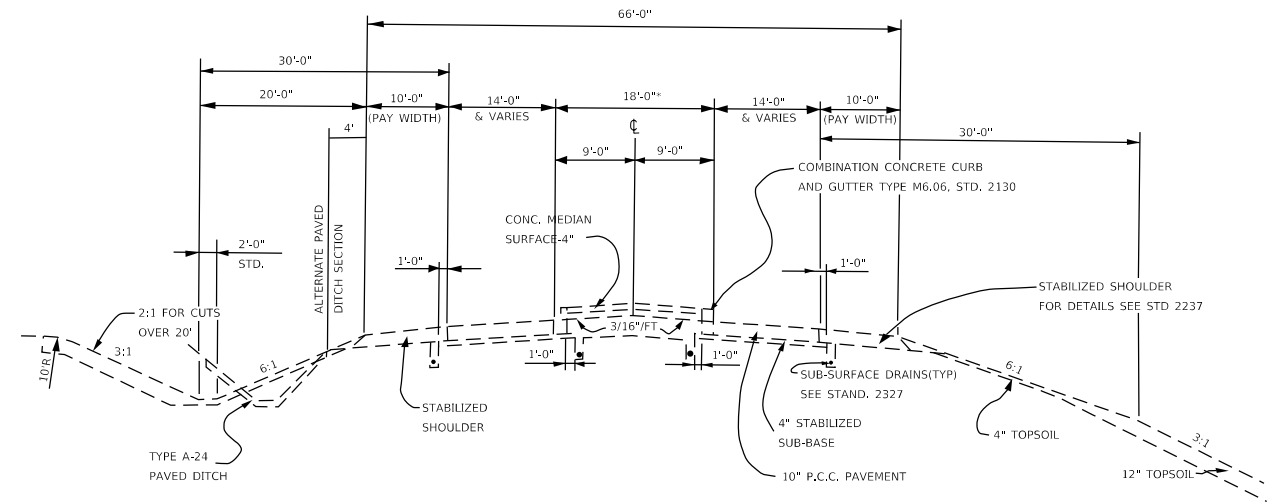 66'-0"
30'-0"
20'-0"
10'-0"
(PAY WIDTH)
14'-0"
& VARIES
18'-0"*
14'-0"
& VARIES
10'-0"
(PAY WIDTH)
30'-0"
4'
℄
9'-0"
9'-0"
COMBINATION CONCRETE CURB
AND GUTTER TYPE M6.06, STD. 2130
ALTERNATE PAVED
DITCH SECTION
CONC. MEDIAN
SURFACE-4"
2'-0"
STD.
1'-0"
1'-0"
STABILIZED SHOULDER
FOR DETAILS SEE STD 2237
2:1 FOR CUTS
OVER 20'
3:1
10'R
6:1
3/16"/FT
1'-0"
1'-0"
6:1
SUB-SURFACE DRAINS(TYP)
SEE STAND. 2327
STABILIZED
SHOULDER
4" STABILIZED
SUB-BASE
4" TOPSOIL
3:1
TYPE A-24
PAVED DITCH
10" P.C.C. PAVEMENT
12" TOPSOIL